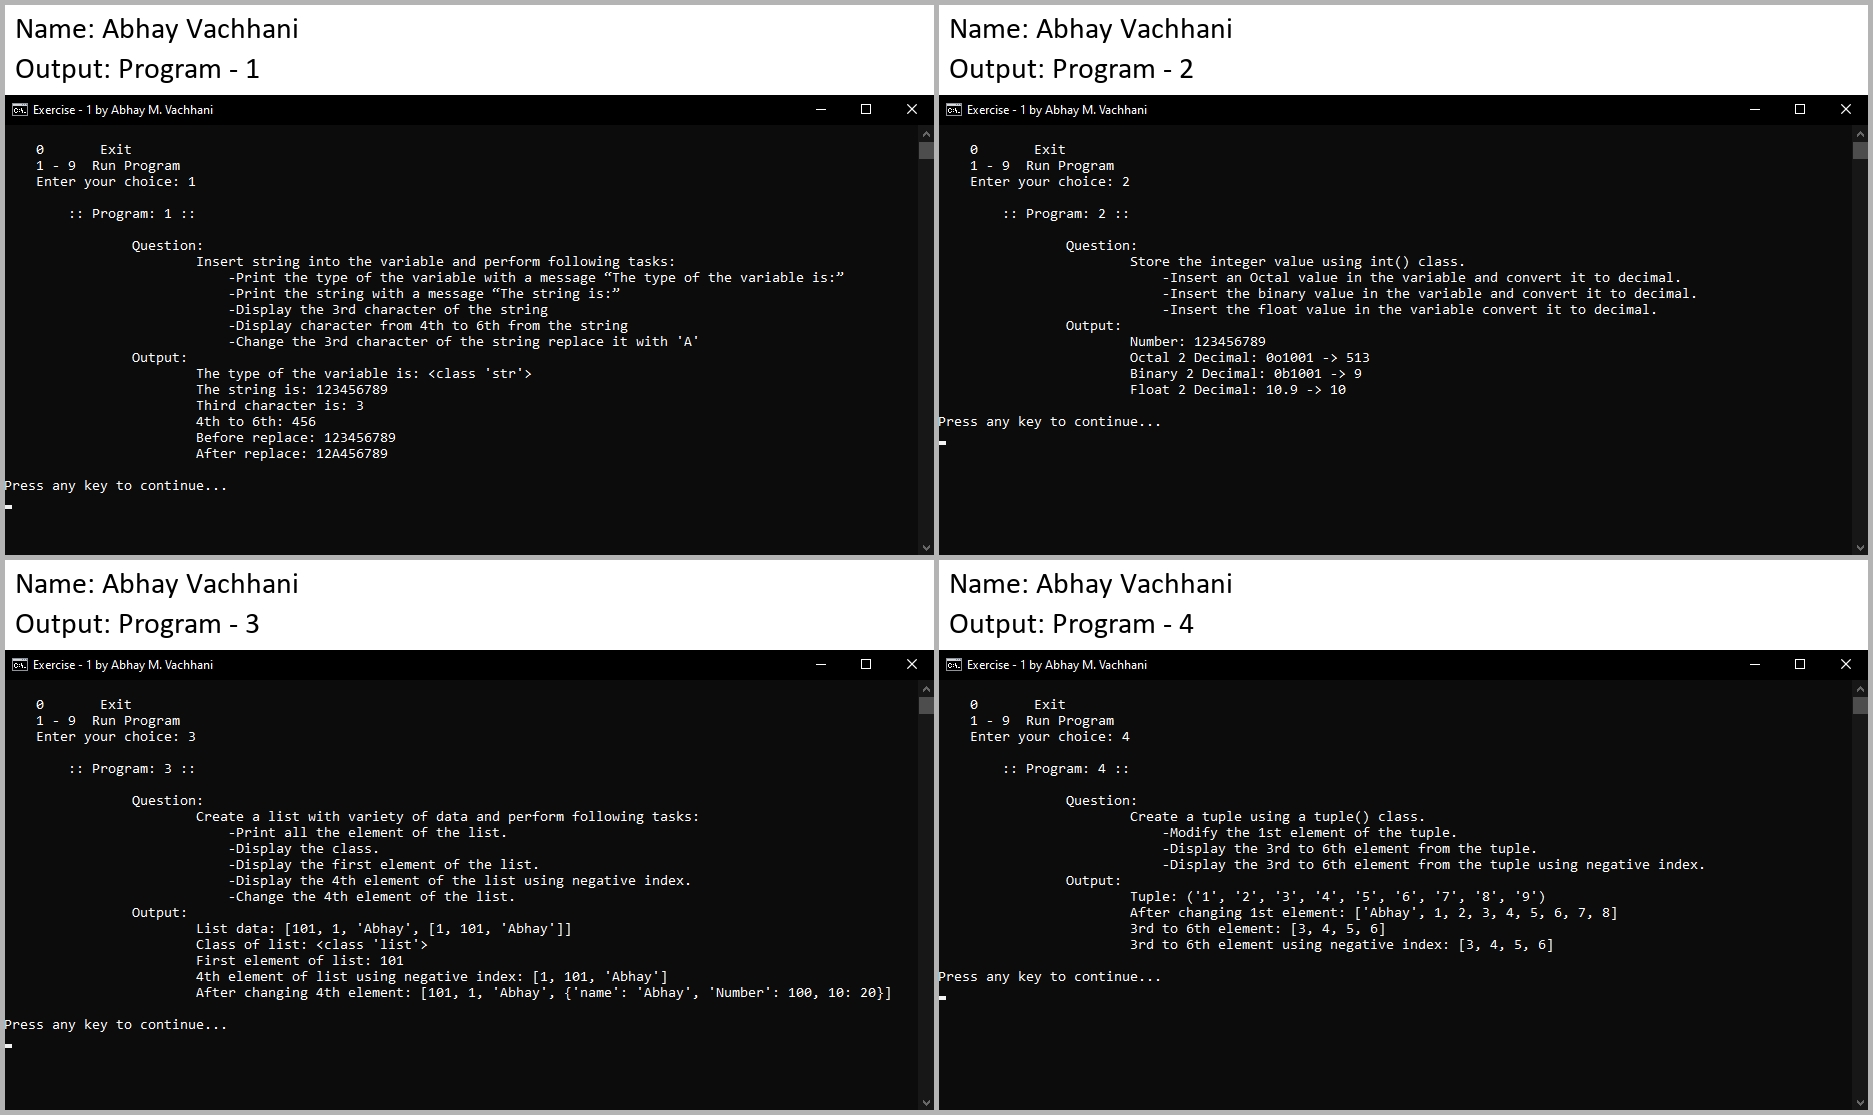 Name: Abhay Vachhani
Output: Program - 1
Exercise - 1 by Abhay M. Vachhani
0 Exit
1 - 9 Run Program
Enter your choice: 1
:: Program: 1 ::
Question:
Insert string into the variable and perform following tasks:
-Print the type of the variable with a message “The type of the variable is:”
-Print the string with a message “The string is:”
-Display the 3rd character of the string
-Display character from 4th to 6th from the string
-Change the 3rd character of the string replace it with 'A'
Output:
The type of the variable is: <class 'str'>
The string is: 123456789
Third character is: 3
4th to 6th: 456
Before replace: 123456789
After replace: 12A456789
Press any key to continue...
Name: Abhay Vachhani
Output: Program - 2
Exercise - 1 by Abhay M. Vachhani
0 Exit
1 - 9 Run Program
Enter your choice: 2
:: Program: 2 ::
Question:
Store the integer value using int() class.
-Insert an Octal value in the variable and convert it to decimal.
-Insert the binary value in the variable and convert it to decimal.
-Insert the float value in the variable convert it to decimal.
Output:
Number: 123456789
Octal 2 Decimal: 0o1001 -> 513
Binary 2 Decimal: 0b1001 -> 9
Float 2 Decimal: 10.9 -> 10
Press any key to continue...
Name: Abhay Vachhani
Output: Program - 3
Exercise - 1 by Abhay M. Vachhani
0 Exit
1 - 9 Run Program
Enter your choice: 3
:: Program: 3 ::
Question:
Create a list with variety of data and perform following tasks:
-Print all the element of the list.
-Display the class.
-Display the first element of the list.
-Display the 4th element of the list using negative index.
-Change the 4th element of the list.
Output:
List data: [101, 1, 'Abhay', [1, 101, 'Abhay']]
Class of list: <class 'list'>
First element of list: 101
4th element of list using negative index: [1, 101, 'Abhay']
After changing 4th element: [101, 1, 'Abhay', {'name': 'Abhay', 'Number': 100, 10: 20}]
Press any key to continue...
Name: Abhay Vachhani
Output: Program - 4
Exercise - 1 by Abhay M. Vachhani
0 Exit
1 - 9 Run Program
Enter your choice: 4
:: Program: 4 ::
Question:
Create a tuple using a tuple() class.
-Modify the 1st element of the tuple.
-Display the 3rd to 6th element from the tuple.
-Display the 3rd to 6th element from the tuple using negative index.
Output:
Tuple: ('1', '2', '3', '4', '5', '6', '7', '8', '9')
After changing 1st element: ['Abhay', 1, 2, 3, 4, 5, 6, 7, 8]
3rd to 6th element: [3, 4, 5, 6]
3rd to 6th element using negative index: [3, 4, 5, 6]
Press any key to continue...